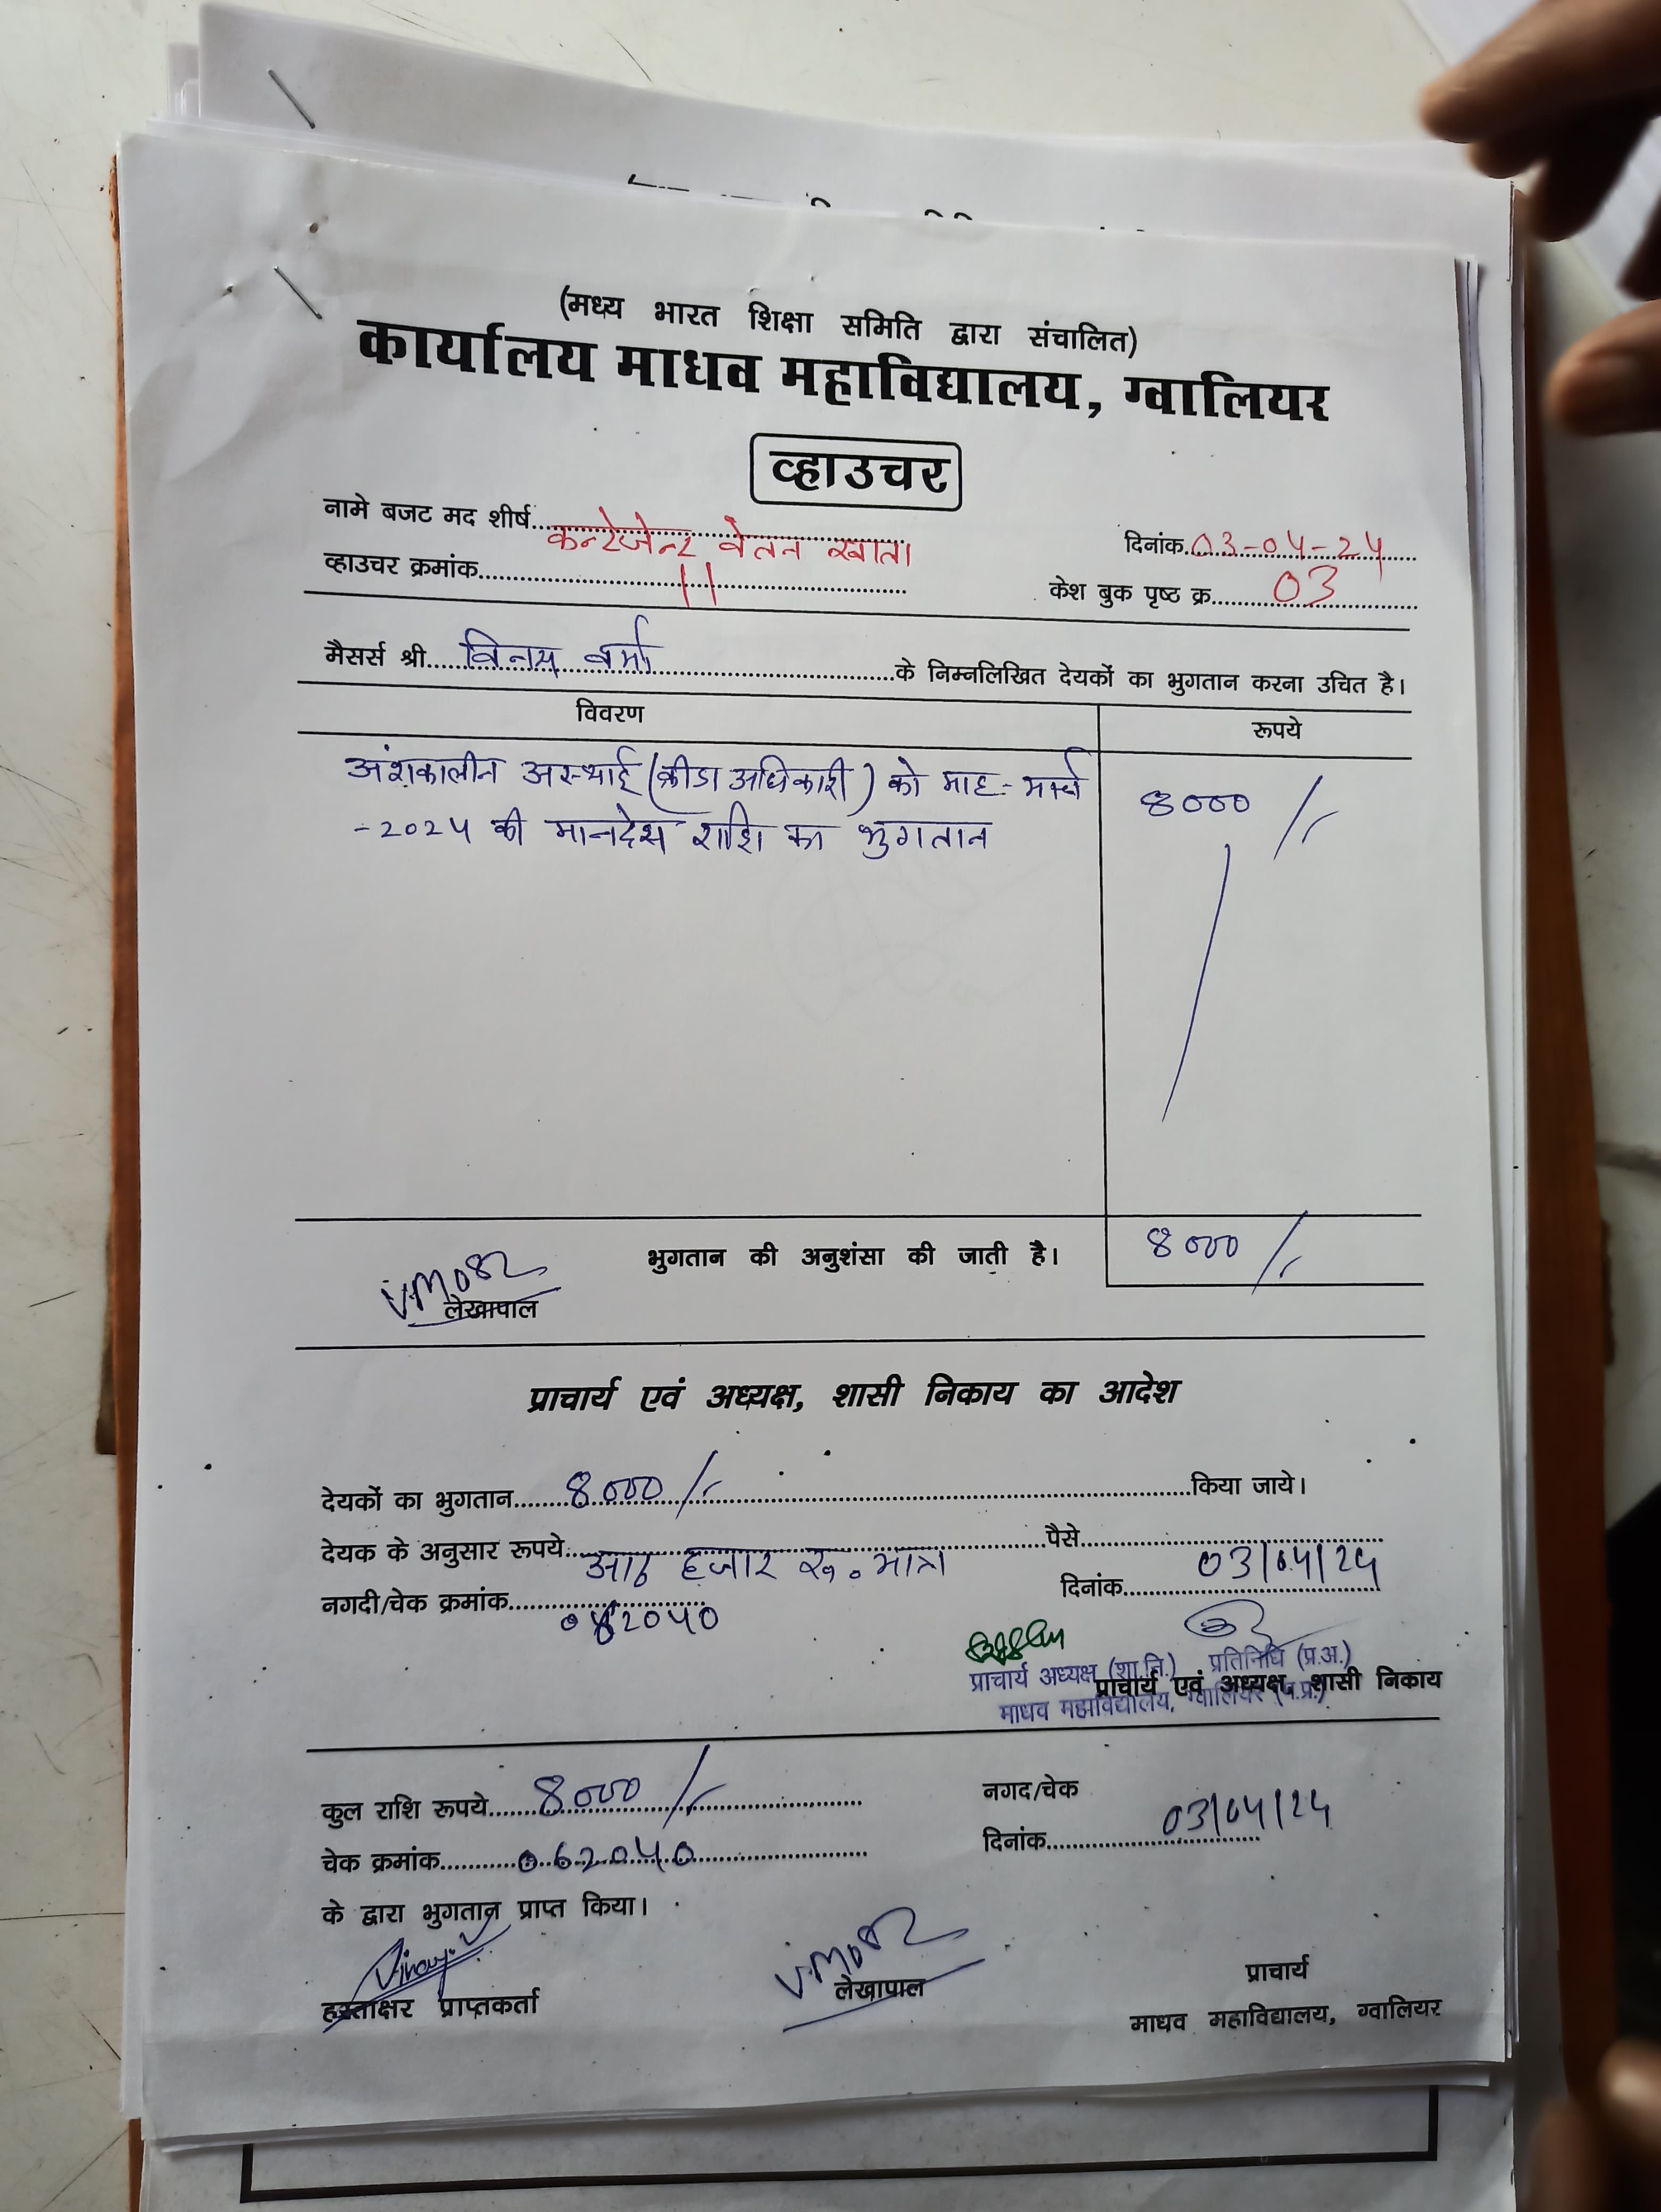 (मध्य भारत शिक्षा समिति द्वारा संचालित)
कार्यालय माधव महाविद्यालय, ग्वालियर
व्हाउचर
नामे बजट मद शीर्ष कन्टेजेन्ट वेतन खाता दिनांक 03-04-24
व्हाउचर क्रमांक 11 केश बुक पृष्ठ क्र. 03
मैसर्स श्री विनय वर्मा के निम्नलिखित देयकों का भुगतान करना उचित है।
विवरण रूपये
अंशकालीन अस्थाई (क्रीडा अधिकारी) को माह- मार्च 8000/-
-2024 की मानदेय राशि का भुगतान
भुगतान की अनुशंसा की जाती है। 8000/-
लेखापाल
प्राचार्य एवं अध्यक्ष, शासी निकाय का आदेश
देयकों का भुगतान 8000/- किया जाये।
देयक के अनुसार रूपये आठ हजार रू. मात्र पैसे
नगदी/चेक क्रमांक 062040 दिनांक 03/04/24
प्राचार्य अध्यक्ष (शा.नि.) प्रतिनिधि (प्र.अ.)
प्राचार्य एवं अध्यक्ष, शासी निकाय
माधव महाविद्यालय, ग्वालियर (म.प्र.)
कुल राशि रूपये 8000/- नगद/चेक
चेक क्रमांक 062040 दिनांक 03/04/24
के द्वारा भुगतान प्राप्त किया।
Vinay
हस्ताक्षर प्राप्तकर्ता लेखापाल प्राचार्य
माधव महाविद्यालय, ग्वालियर